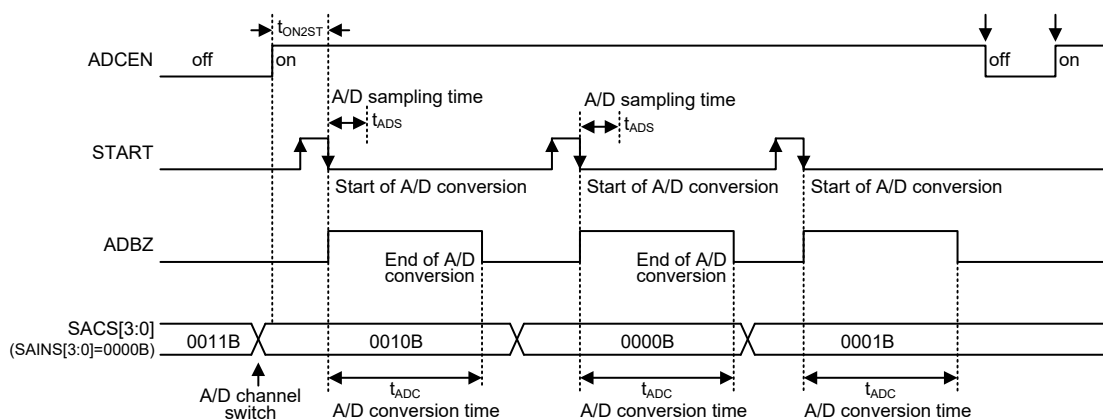 tON2ST
ADCEN
off
on
off
on
A/D sampling time
tADS
A/D sampling time
tADS
START
Start of A/D conversion
Start of A/D conversion
Start of A/D conversion
ADBZ
End of A/D
conversion
End of A/D
conversion
SACS[3:0]
(SAINS[3:0]=0000B)
0011B
0010B
0000B
0001B
A/D channel
switch
tADC
A/D conversion time
tADC
A/D conversion time
tADC
A/D conversion time